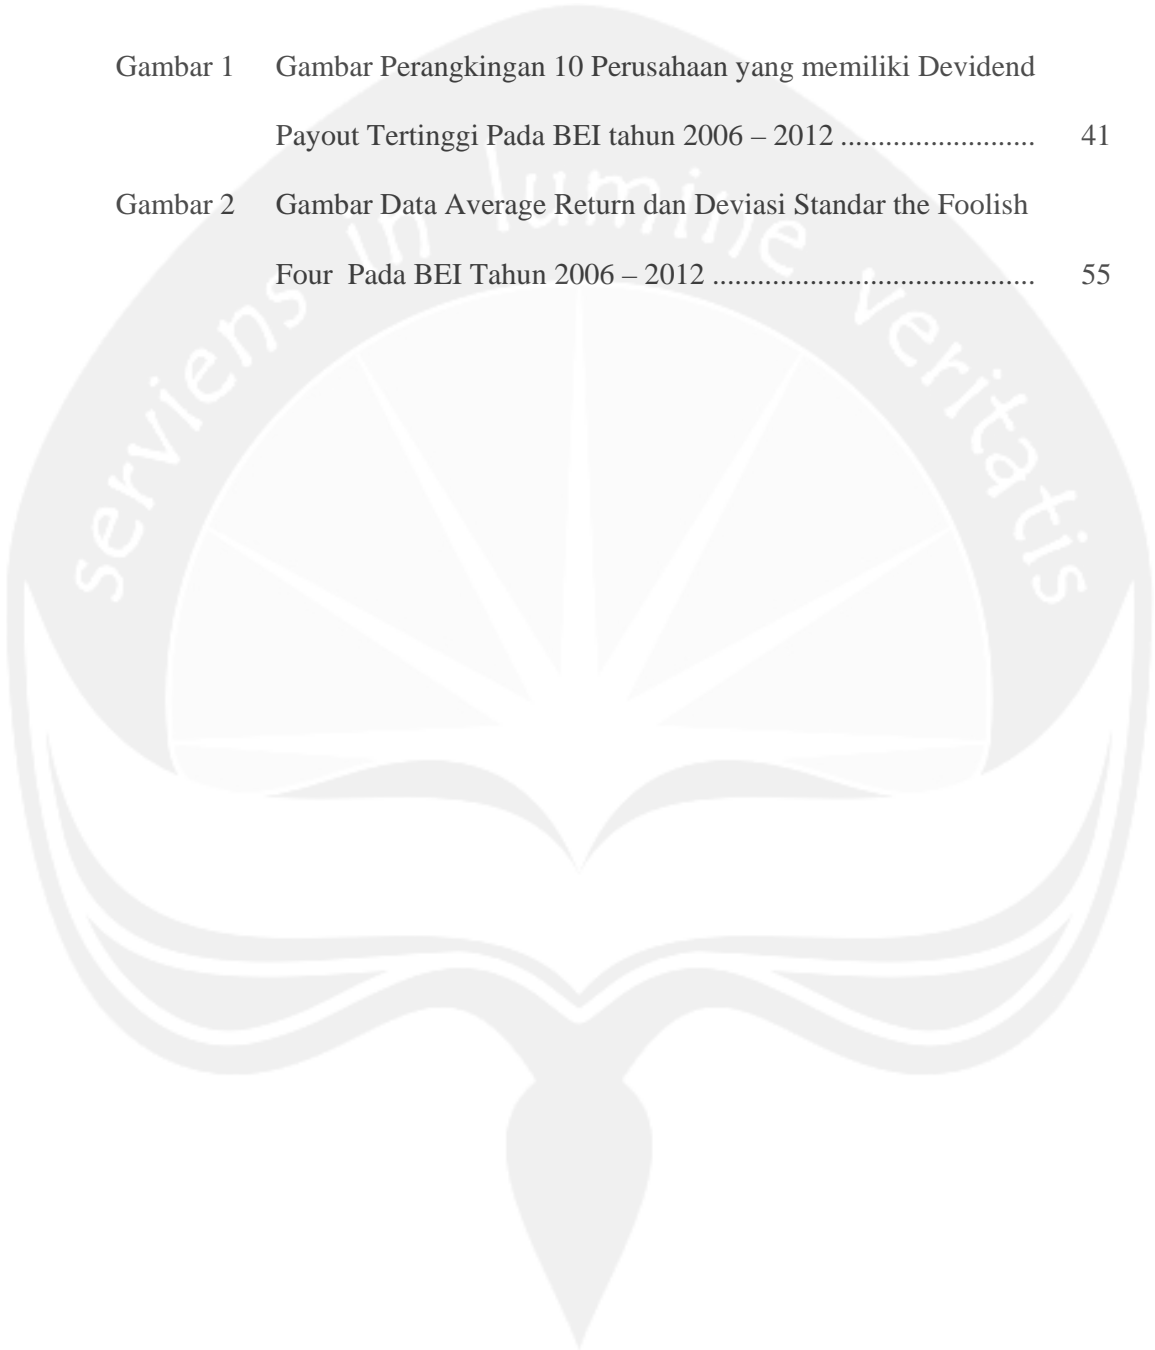 Gambar 1 Gambar Perangkingan 10 Perusahaan yang memiliki Devidend
Payout Tertinggi Pada BEI tahun 2006 – 2012 .......................... 41
Gambar 2 Gambar Data Average Return dan Deviasi Standar the Foolish
Four Pada BEI Tahun 2006 – 2012 ........................................... 55
serviens in lumine veritatis